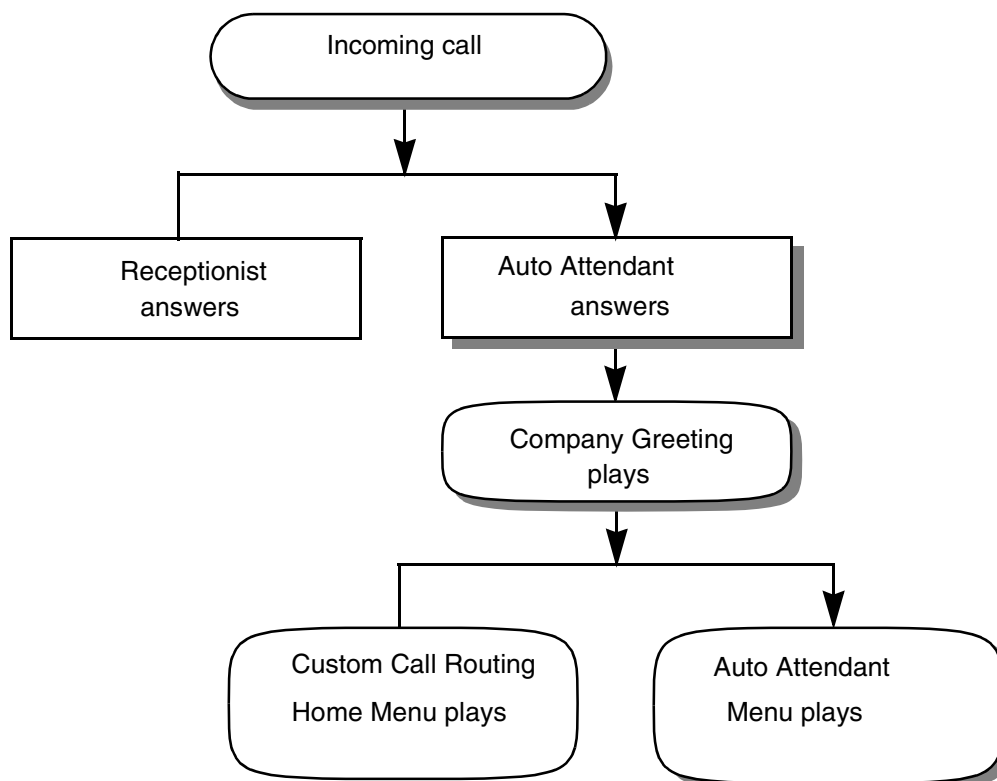 Incoming call
Receptionist
answers
Auto Attendant
answers
Company Greeting
plays
Custom Call Routing
Home Menu plays
Auto Attendant
Menu plays